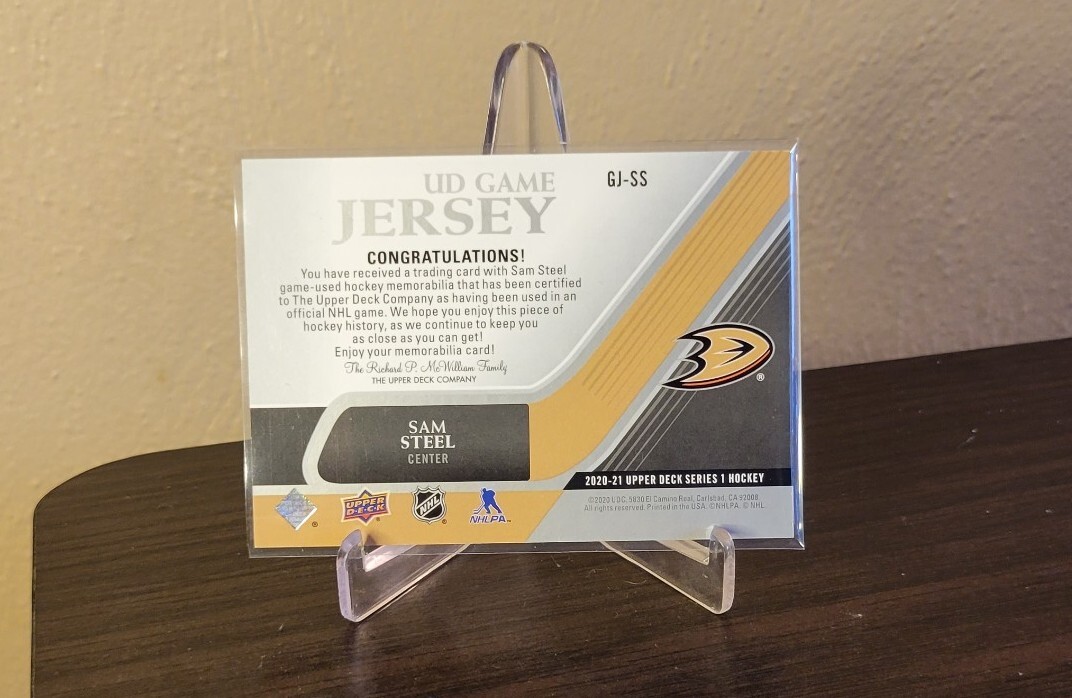 UD GAME
JERSEY
GJ-SS
CONGRATULATIONS!
You have received a trading card with Sam Steel
game-used hockey memorabilia that has been certified
to The Upper Deck Company as having been used in an
official NHL game. We hope you enjoy this piece of
hockey history, as we continue to keep you
as close as you can get!
Enjoy your memorabilia card!
The Richard P. McWilliam Family
THE UPPER DECK COMPANY
SAM
STEEL
CENTER
2020-21 UPPER DECK SERIES 1 HOCKEY
©2020 UDC, 5830 El Camino Real, Carlsbad, CA 92008.
All rights reserved. Printed in the USA. ©NHLPA. © NHL.
®
UPPER
D·E·C·K
NHL
®
NHLPA